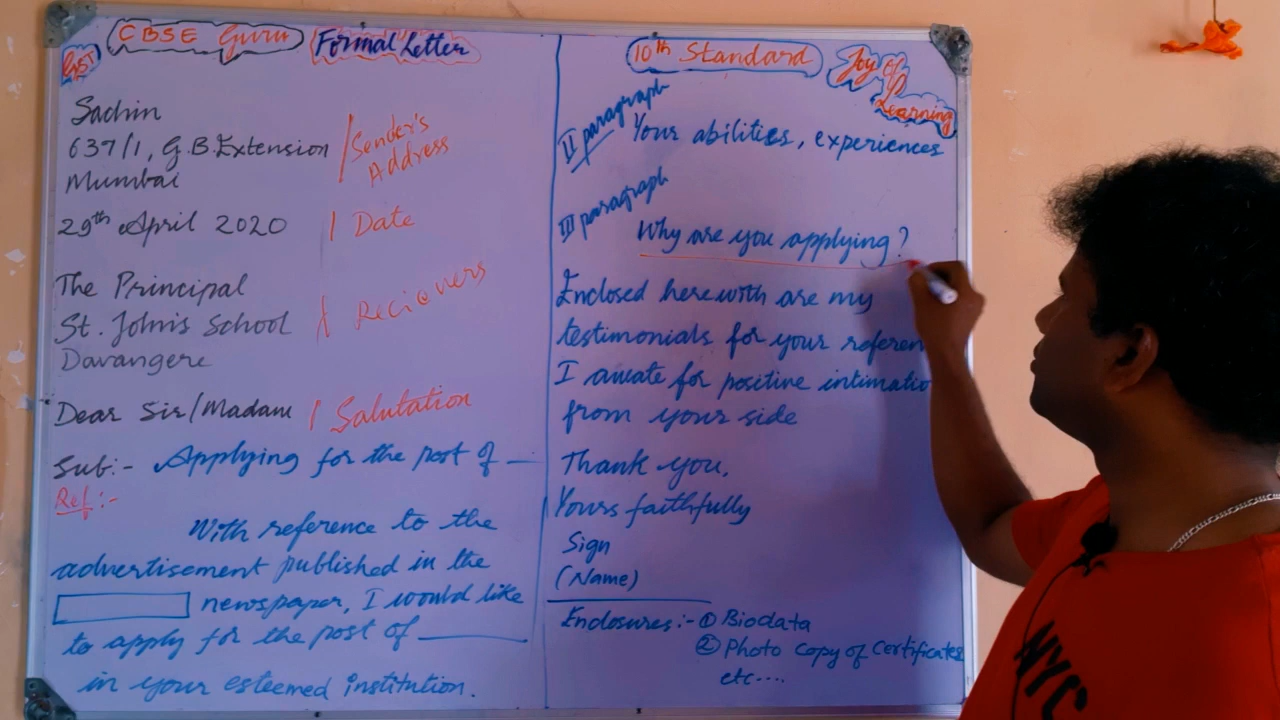 CBSE Guru
Formal Letter
Sachin
637/1, G.B.Extension
Mumbai
/Sender's
Address
29th April 2020
/ Date
The Principal
St. John's School
Davangere
/ Recievers
Dear Sir/Madam
/ Salutation
Sub:- Applying for the post of —
Ref:-
With reference to the
advertisement published in the
newspaper, I would like
to apply for the post of ______
in your esteemed institution.
10th Standard
Joy of
Learning
II paragraph
Your abilities, experiences
III paragraph
Why are you applying?
Enclosed herewith are my
testimonials for your referen
I awate for positive intimatio
from your side
Thank you,
Yours faithfully
Sign
(Name)
Enclosures:- ① Biodata
② Photo copy of certificates
etc....
NYC